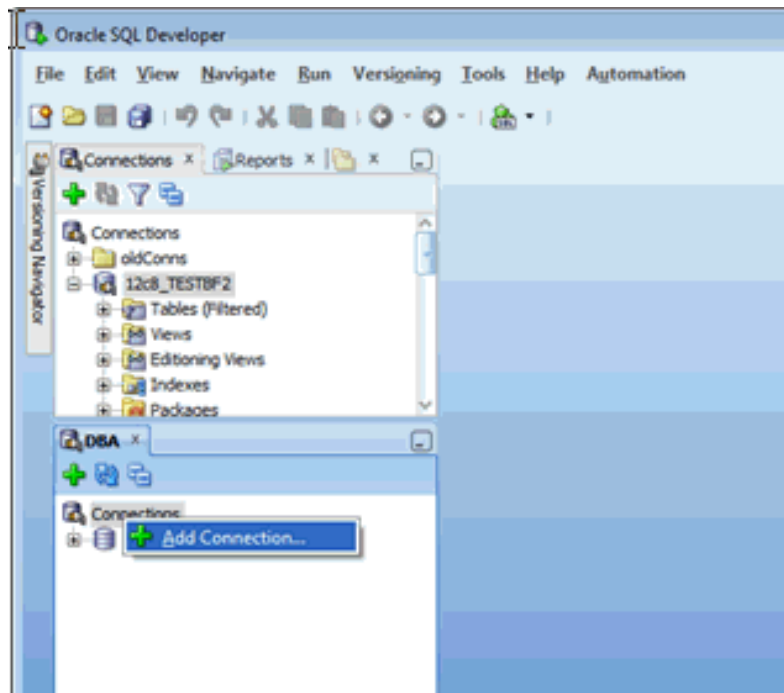 Oracle SQL Developer
File Edit View Navigate Run Versioning Tools Help Automation
Versioning Navigator
Connections × Reports × ×
Connections
oldConns
12c8_TESTBF2
Tables (Filtered)
Views
Editioning Views
Indexes
Packages
DBA ×
Connections
Add Connection...